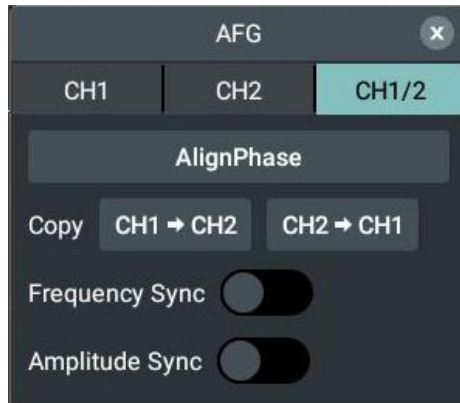 AFG
x
CH1 CH2 CH1/2
AlignPhase
Copy CH1 → CH2 CH2 → CH1
Frequency Sync
Amplitude Sync